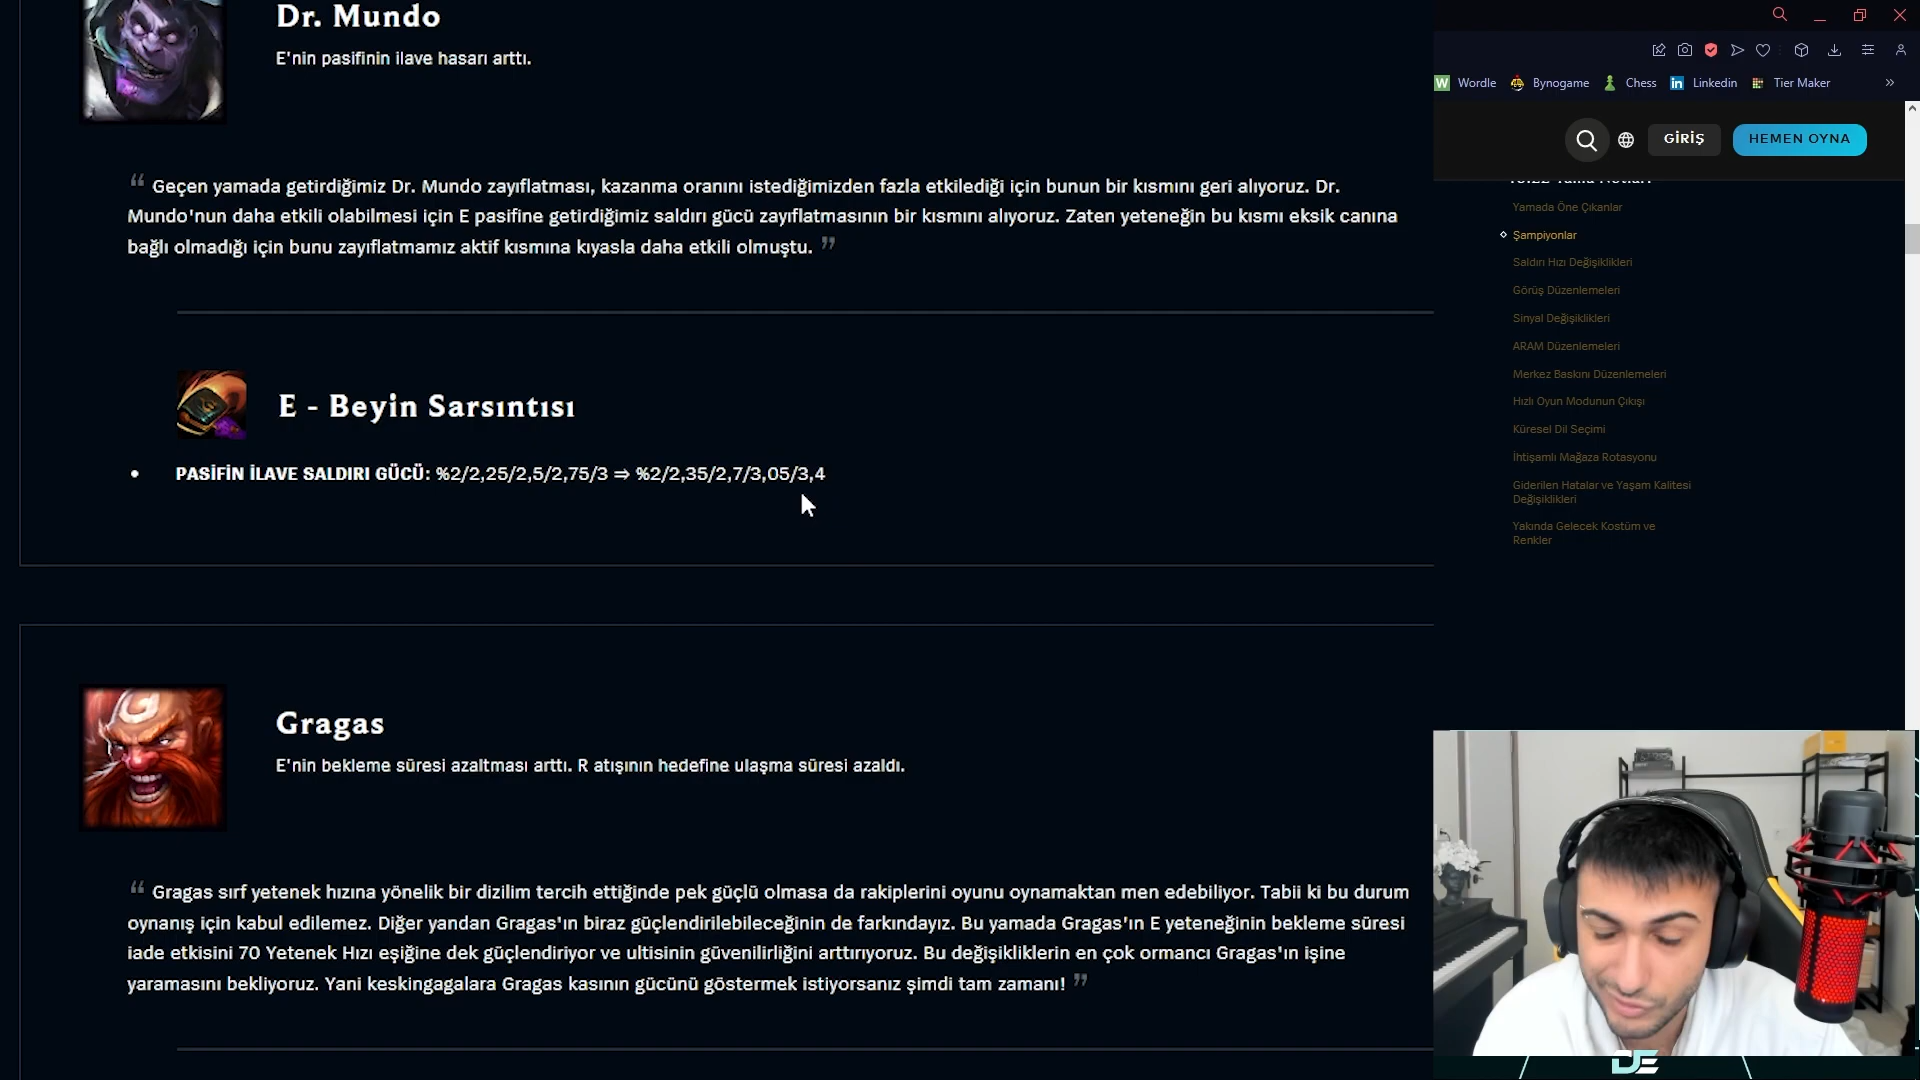 Dr. Mundo
E'nin pasifinin ilave hasarı arttı.
“ Geçen yamada getirdiğimiz Dr. Mundo zayıflatması, kazanma oranını istediğimizden fazla etkilediği için bunun bir kısmını geri alıyoruz. Dr.
Mundo'nun daha etkili olabilmesi için E pasifine getirdiğimiz saldırı gücü zayıflatmasının bir kısmını alıyoruz. Zaten yeteneğin bu kısmı eksik canına
bağlı olmadığı için bunu zayıflatmamız aktif kısmına kıyasla daha etkili olmuştu. ”
E - Beyin Sarsıntısı
• PASİFİN İLAVE SALDIRI GÜCÜ: %2/2,25/2,5/2,75/3 ⇒ %2/2,35/2,7/3,05/3,4
Gragas
E'nin bekleme süresi azaltması arttı. R atışının hedefine ulaşma süresi azaldı.
“ Gragas sırf yetenek hızına yönelik bir dizilim tercih ettiğinde pek güçlü olmasa da rakiplerini oyunu oynamaktan men edebiliyor. Tabii ki bu durum
oynanış için kabul edilemez. Diğer yandan Gragas'ın biraz güçlendirilebileceğinin de farkındayız. Bu yamada Gragas'ın E yeteneğinin bekleme süresi
iade etkisini 70 Yetenek Hızı eşiğine dek güçlendiriyor ve ultisinin güvenilirliğini arttırıyoruz. Bu değişikliklerin en çok ormancı Gragas'ın işine
yaramasını bekliyoruz. Yani keskingagalara Gragas kasının gücünü göstermek istiyorsanız şimdi tam zamanı! ”
W Wordle Bynogame Chess in Linkedin Tier Maker »
GİRİŞ HEMEN OYNA
Yamada Öne Çıkanlar
Şampiyonlar
Saldırı Hızı Değişiklikleri
Görüş Düzenlemeleri
Sinyal Değişiklikleri
ARAM Düzenlemeleri
Merkez Baskını Düzenlemeleri
Hızlı Oyun Modunun Çıkışı
Küresel Dil Seçimi
İhtişamlı Mağaza Rotasyonu
Giderilen Hatalar ve Yaşam Kalitesi
Değişiklikleri
Yakında Gelecek Kostüm ve
Renkler